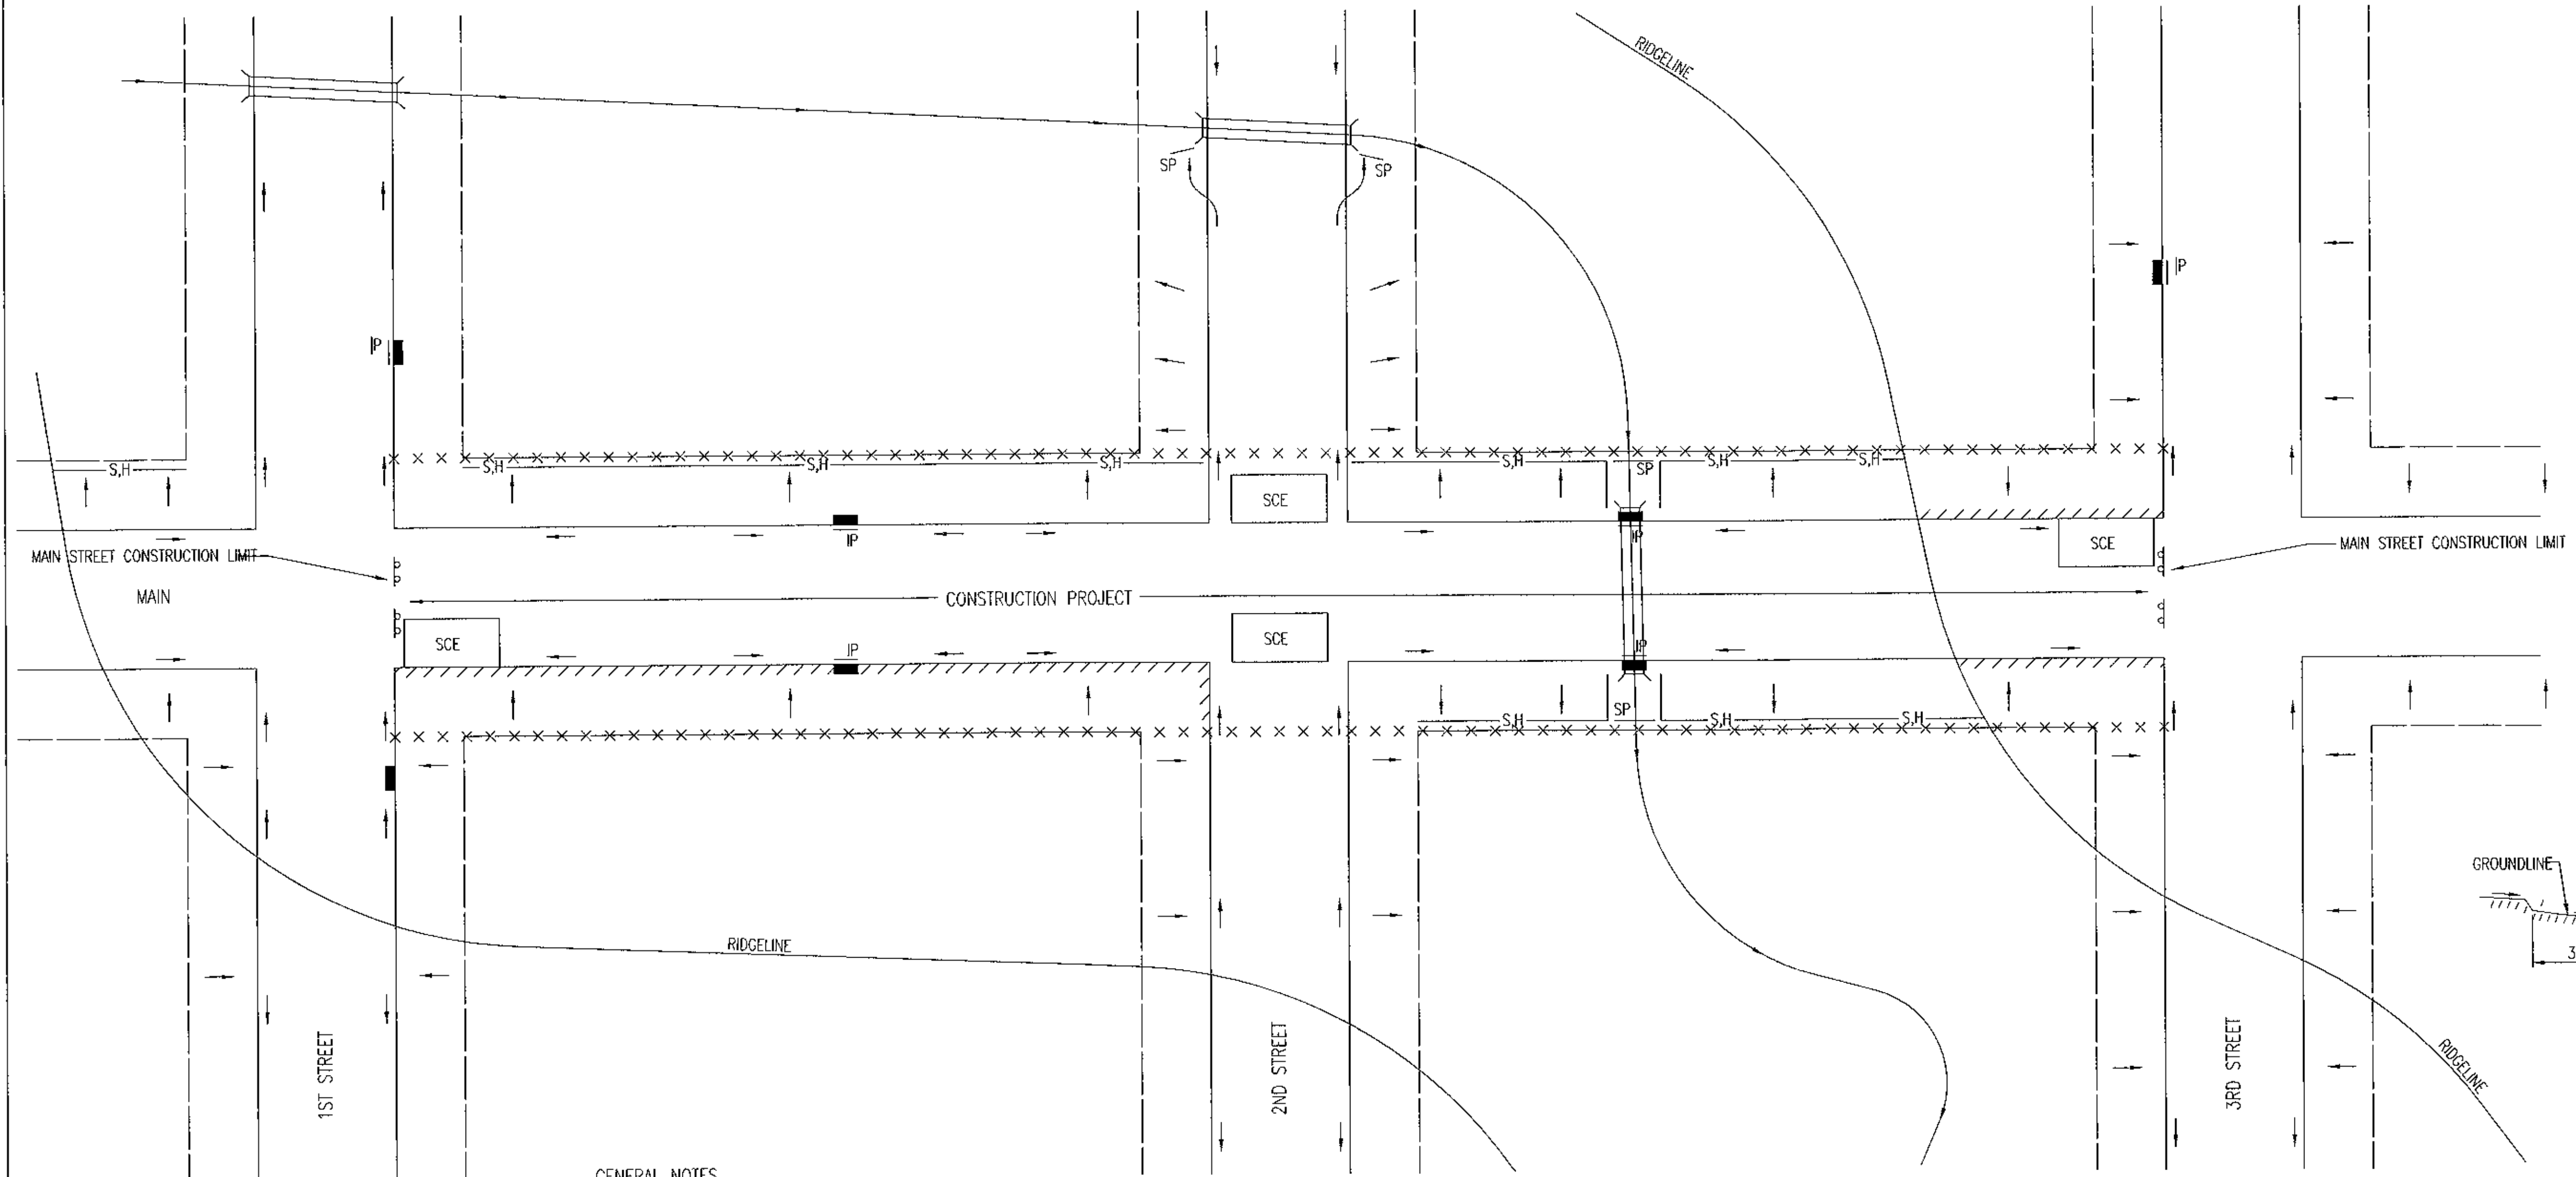 RIDGELINE
SP
SP
IP
IP
S,H
S,H
S,H
S,H
S,H
SP
S,H
S,H
SCE
IP
IP
SCE
MAIN STREET CONSTRUCTION LIMIT
MAIN STREET CONSTRUCTION LIMIT
MAIN
CONSTRUCTION PROJECT
SCE
SCE
IP
IP
SP
S,H
S,H
S,H
GROUNDLINE
RIDGELINE
3
1ST STREET
2ND STREET
3RD STREET
RIDGELINE
GENERAL NOTES